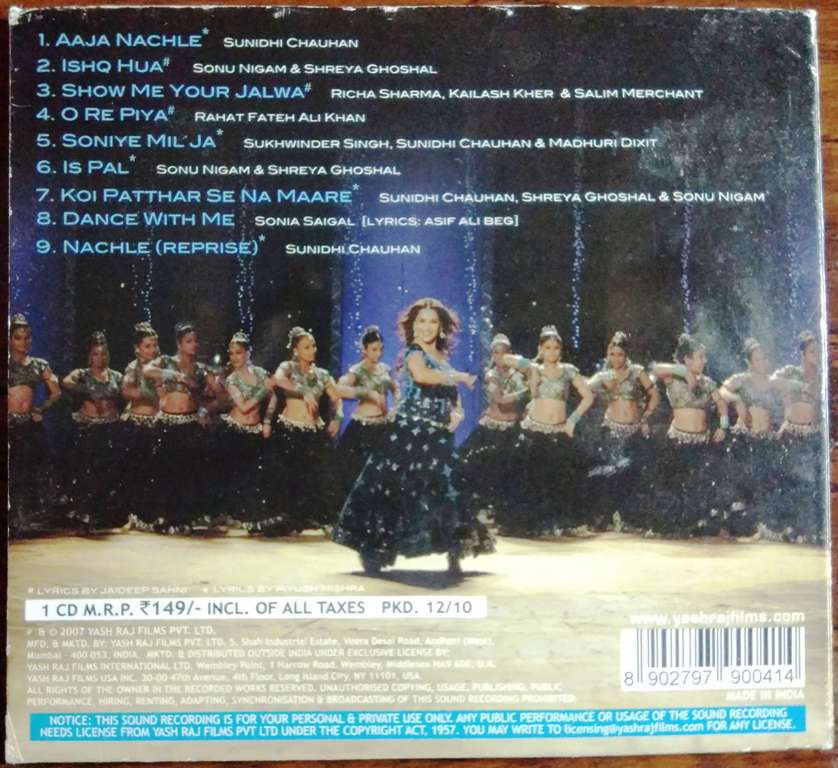 1. AAJA NACHLE* SUNIDHI CHAUHAN
2. ISHQ HUA# SONU NIGAM & SHREYA GHOSHAL
3. SHOW ME YOUR JALWA# RICHA SHARMA, KAILASH KHER & SALIM MERCHANT
4. O RE PIYA# RAHAT FATEH ALI KHAN
5. SONIYE MIL JA* SUKHWINDER SINGH, SUNIDHI CHAUHAN & MADHURI DIXIT
6. IS PAL* SONU NIGAM & SHREYA GHOSHAL
7. KOI PATTHAR SE NA MAARE* SUNIDHI CHAUHAN, SHREYA GHOSHAL & SONU NIGAM
8. DANCE WITH ME SONIA SAIGAL [LYRICS: ASIF ALI BEG]
9. NACHLE (REPRISE)* SUNIDHI CHAUHAN
# LYRICS BY JAIDEEP SAHNI * LYRICS BY PIYUSH MISHRA
1 CD M.R.P. ₹149/- INCL. OF ALL TAXES PKD. 12/10
www.yashrajfilms.com
℗ & © 2007 YASH RAJ FILMS PVT. LTD.
MFD. & MKTD. BY: YASH RAJ FILMS PVT. LTD. 5, Shah Industrial Estate, Veera Desai Road, Andheri (West),
Mumbai - 400 053, INDIA. MKTD. & DISTRIBUTED OUTSIDE INDIA UNDER EXCLUSIVE LICENSE BY:
YASH RAJ FILMS INTERNATIONAL LTD. Wembley Point, 1 Harrow Road, Wembley, Middlesex HA9 6DE, U.K.
YASH RAJ FILMS USA INC. 30-00 47th Avenue, 4th Floor, Long Island City, NY 11101, USA.
ALL RIGHTS OF THE OWNER IN THE RECORDED WORKS RESERVED. UNAUTHORISED COPYING, USAGE, PUBLISHING, PUBLIC
PERFORMANCE, HIRING, RENTING, ADAPTING, SYNCHRONISATION & BROADCASTING OF THIS SOUND RECORDING PROHIBITED.
8 902797 900414
MADE IN INDIA
NOTICE: THIS SOUND RECORDING IS FOR YOUR PERSONAL & PRIVATE USE ONLY. ANY PUBLIC PERFORMANCE OR USAGE OF THE SOUND RECORDING
NEEDS LICENSE FROM YASH RAJ FILMS PVT LTD UNDER THE COPYRIGHT ACT, 1957. YOU MAY WRITE TO licensing@yashrajfilms.com FOR ANY LICENSE.